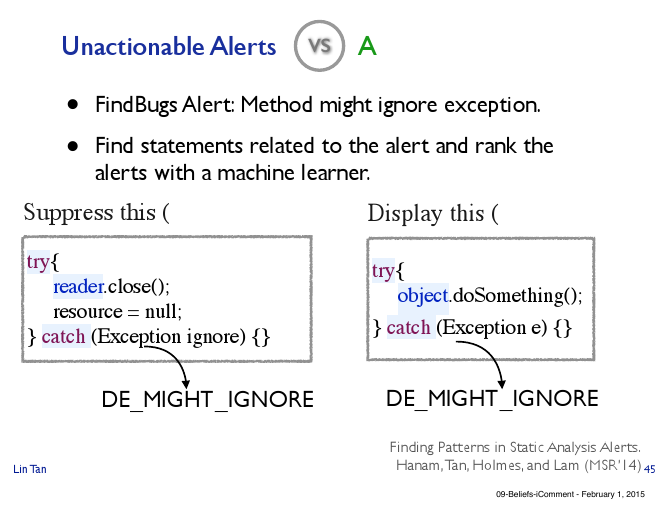 Unactionable Alerts VS A
● FindBugs Alert: Method might ignore exception.
● Find statements related to the alert and rank the
alerts with a machine learner.
Suppress this (
try{
reader.close();
resource = null;
} catch (Exception ignore) {}
DE_MIGHT_IGNORE
Display this (
try{
object.doSomething();
} catch (Exception e) {}
DE_MIGHT_IGNORE
Finding Patterns in Static Analysis Alerts.
Hanam, Tan, Holmes, and Lam (MSR'14)
Lin Tan
45
09-Beliefs-iComment - February 1, 2015